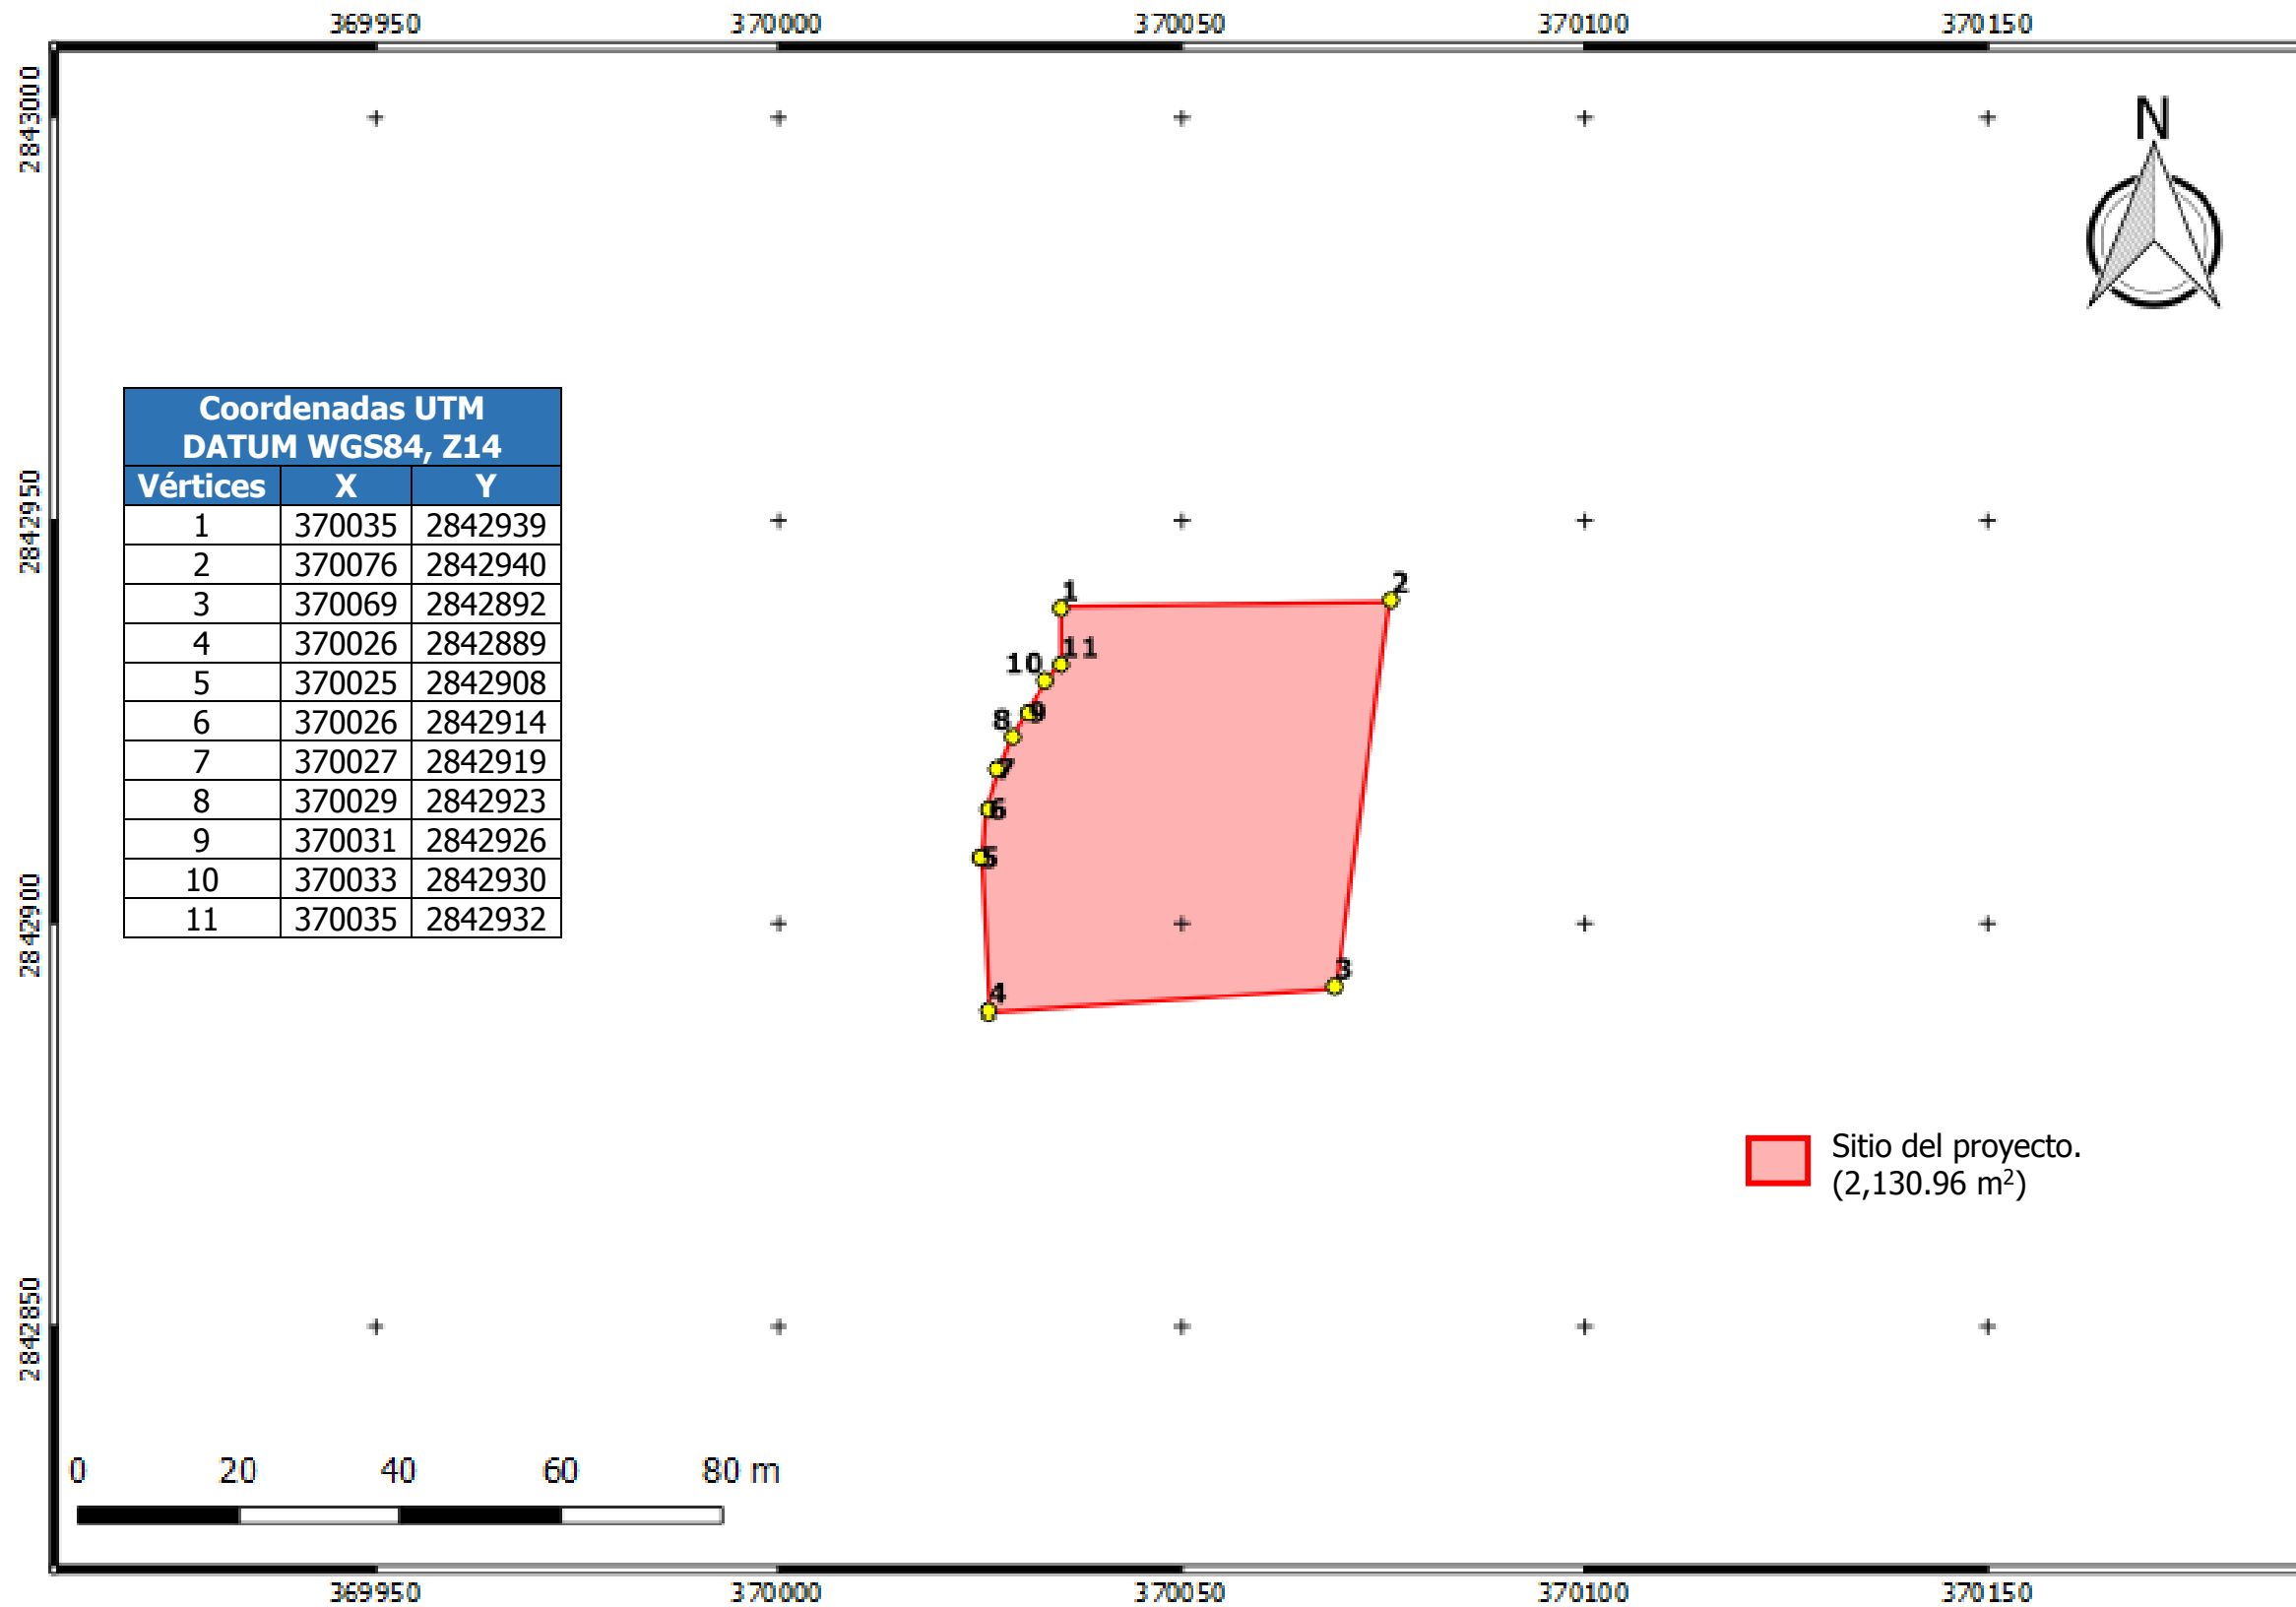 369950 370000 370050 370100 370150
2843000
2842950
2842900
2842850
N
Coordenadas UTM
DATUM WGS84, Z14
Vértices X Y
1 370035 2842939
2 370076 2842940
3 370069 2842892
4 370026 2842889
5 370025 2842908
6 370026 2842914
7 370027 2842919
8 370029 2842923
9 370031 2842926
10 370033 2842930
11 370035 2842932
1
2
11
10
9
8
7
6
5
3
4
Sitio del proyecto.
(2,130.96 m²)
0 20 40 60 80 m
369950 370000 370050 370100 370150